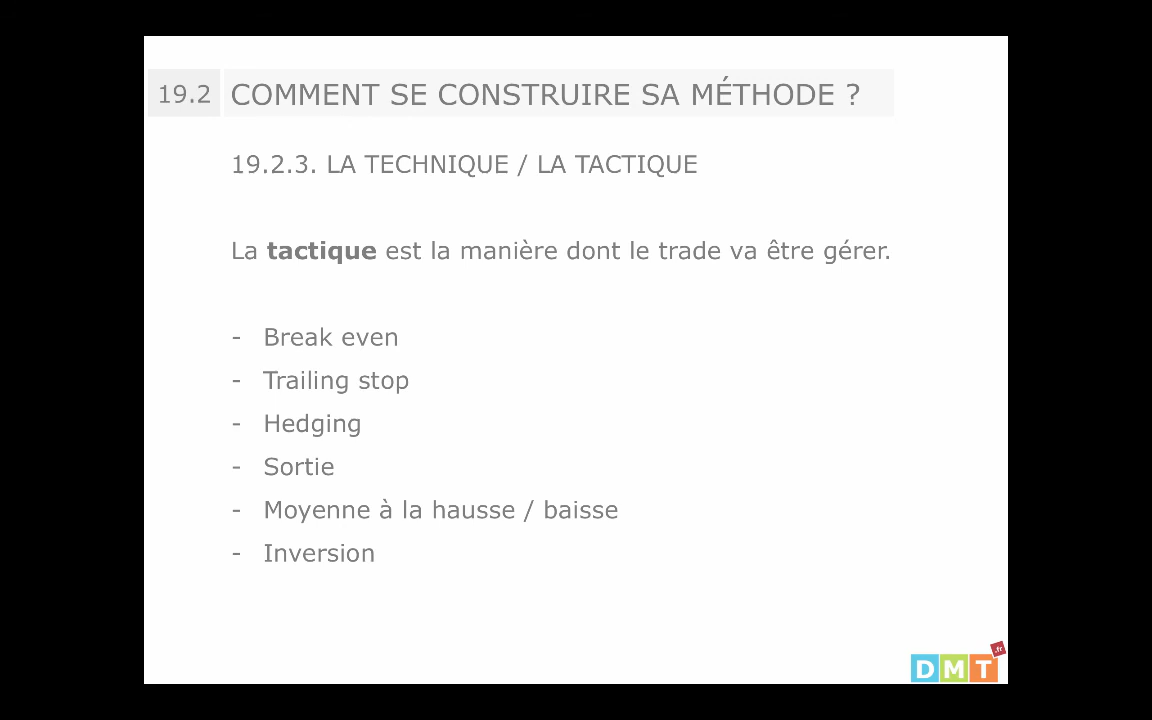 19.2 COMMENT SE CONSTRUIRE SA MÉTHODE ?
19.2.3. LA TECHNIQUE / LA TACTIQUE
La tactique est la manière dont le trade va être gérer.
- Break even
- Trailing stop
- Hedging
- Sortie
- Moyenne à la hausse / baisse
- Inversion
DMT.fr